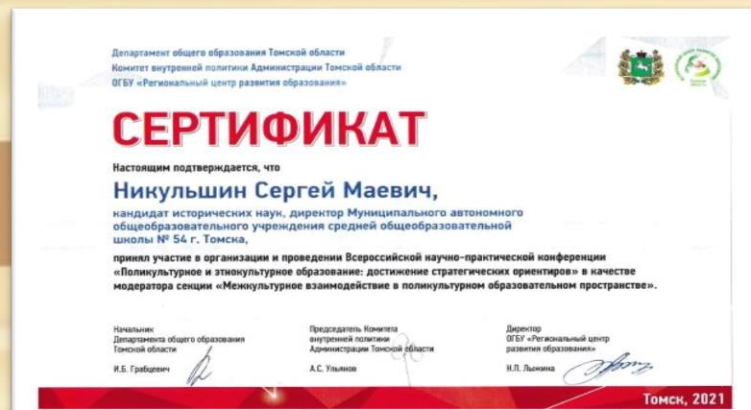 Департамент общего образования Томской области
Комитет внутренней политики Администрации Томской области
ОГБУ «Региональный центр развития образования»
СЕРТИФИКАТ
Настоящим подтверждается, что
Никульшин Сергей Маевич,
кандидат исторических наук, директор Муниципального автономного
общеобразовательного учреждения средней общеобразовательной
школы № 54 г. Томска,
принял участие в организации и проведении Всероссийской научно-практической конференции
«Поликультурное и этнокультурное образование: достижение стратегических ориентиров» в качестве
модератора секции «Межкультурное взаимодействие в поликультурном образовательном пространстве».
Начальник
Департамента общего образования
Томской области
И.Б. Грабцевич
Председатель Комитета
внутренней политики
Администрации Томской области
А.С. Ульянов
Директор
ОГБУ «Региональный центр
развития образования»
Н.П. Лыжина
Томск, 2021